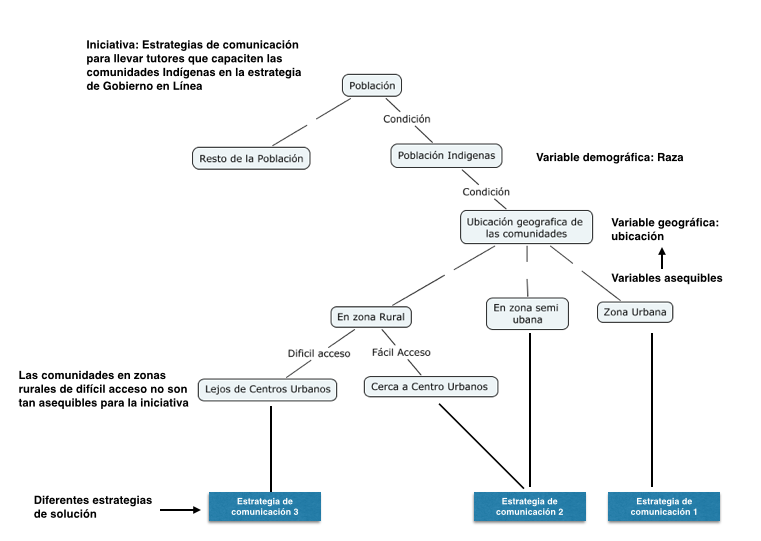 Iniciativa: Estrategias de comunicación
para llevar tutores que capaciten las
comunidades Indígenas en la estrategia
de Gobierno en Línea
Población
Condición
Resto de la Población
Población Indigenas
Variable demográfica: Raza
Condición
Ubicación geografica de
las comunidades
Variable geográfica:
ubicación
Variables asequibles
En zona Rural
En zona semi
ubana
Zona Urbana
Dificil acceso
Fácil Acceso
Las comunidades en zonas
rurales de difícil acceso no son
tan asequibles para la iniciativa
Lejos de Centros Urbanos
Cerca a Centro Urbanos
Diferentes estrategias
de solución
Estrategia de
comunicación 3
Estrategia de
comunicación 2
Estrategia de
comunicación 1